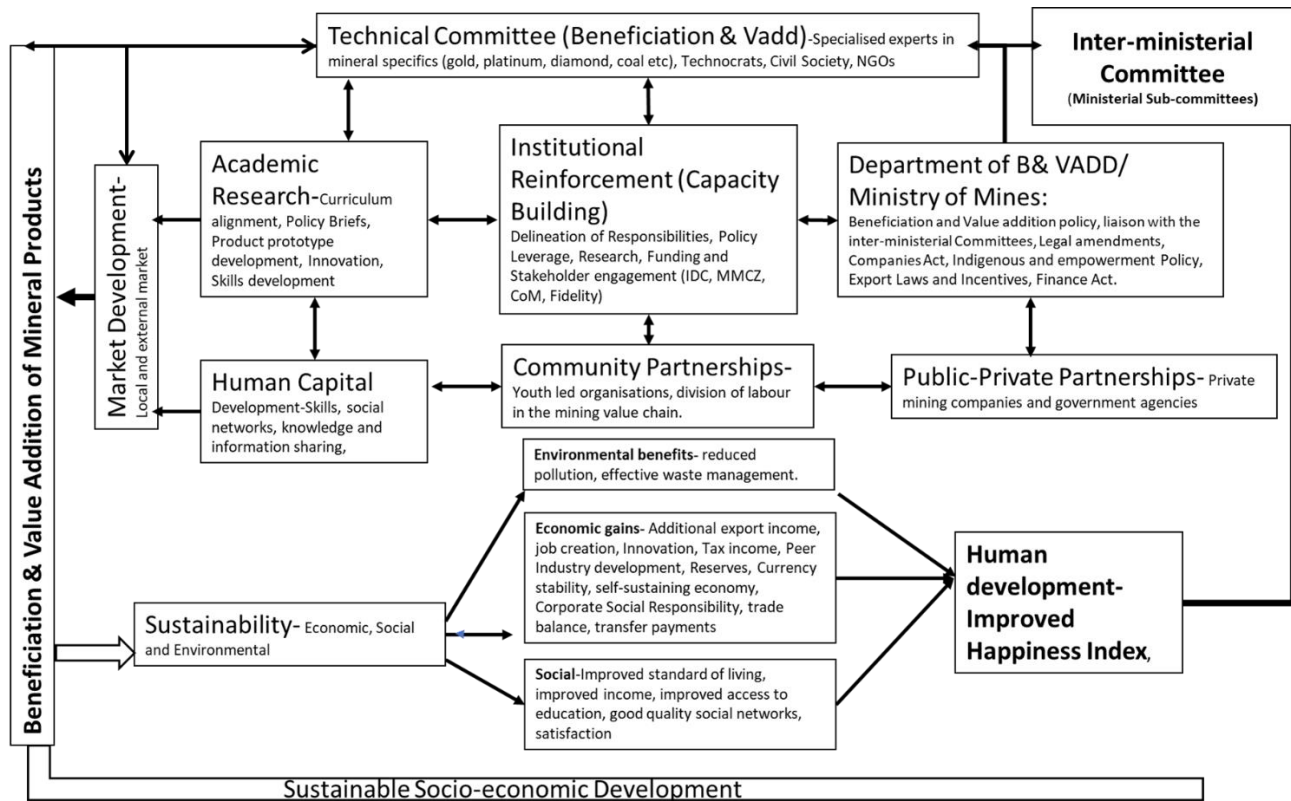 Technical Committee (Beneficiation & Vadd)-Specialised experts in
mineral specifics (gold, platinum, diamond, coal etc), Technocrats, Civil Society, NGOs
Inter-ministerial
Committee
(Ministerial Sub-committees)
Beneficiation & Value Addition of Mineral Products
Market Development-
Local and external market
Academic
Research-Curriculum
alignment, Policy Briefs,
Product prototype
development, Innovation,
Skills development
Institutional
Reinforcement (Capacity
Building)
Delineation of Responsibilities, Policy
Leverage, Research, Funding and
Stakeholder engagement (IDC, MMCZ,
CoM, Fidelity)
Department of B& VADD/
Ministry of Mines:
Beneficiation and Value addition policy, liaison with the
inter-ministerial Committees, Legal amendments,
Companies Act, Indigenous and empowerment Policy,
Export Laws and Incentives, Finance Act.
Human Capital
Development-Skills, social
networks, knowledge and
information sharing,
Community Partnerships-
Youth led organisations, division of labour
in the mining value chain.
Public-Private Partnerships- Private
mining companies and government agencies
Environmental benefits- reduced
pollution, effective waste management.
Economic gains- Additional export income,
job creation, Innovation, Tax income, Peer
Industry development, Reserves, Currency
stability, self-sustaining economy,
Corporate Social Responsibility, trade
balance, transfer payments
Sustainability- Economic, Social
and Environmental
Social-Improved standard of living,
improved income, improved access to
education, good quality social networks,
satisfaction
Human
development-
Improved
Happiness Index,
Sustainable Socio-economic Development